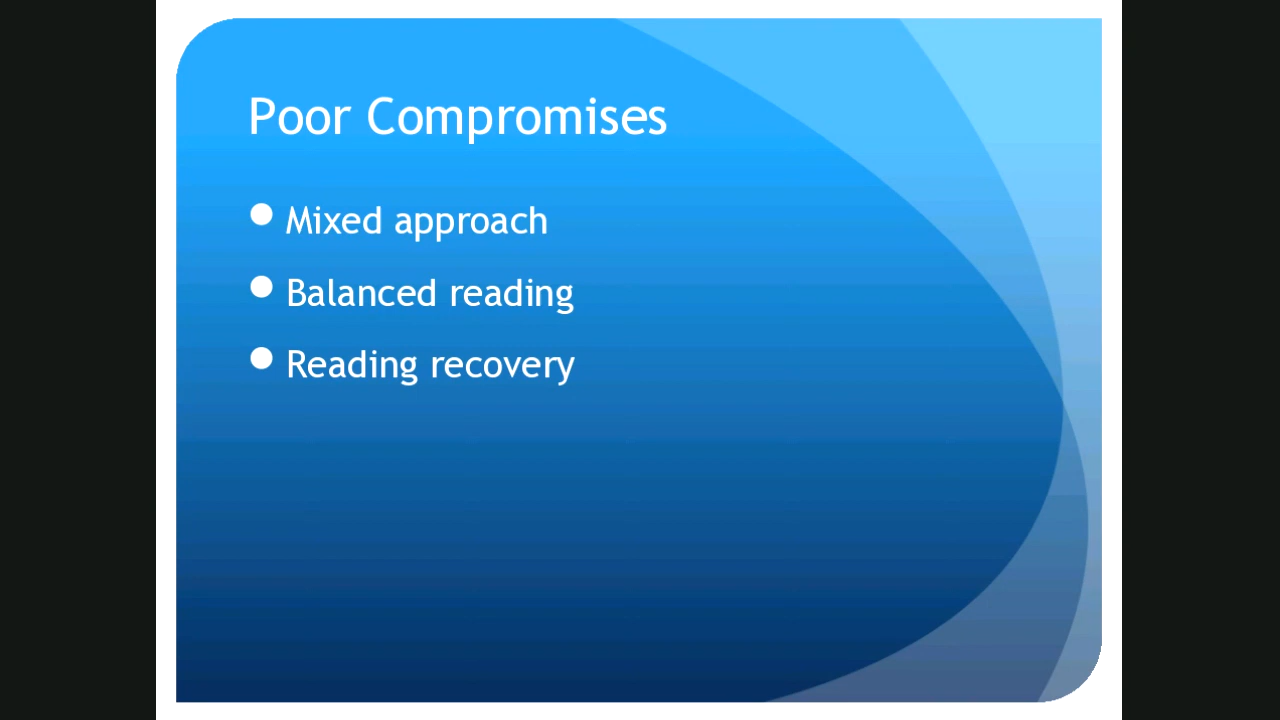 Poor Compromises
Mixed approach
Balanced reading
Reading recovery